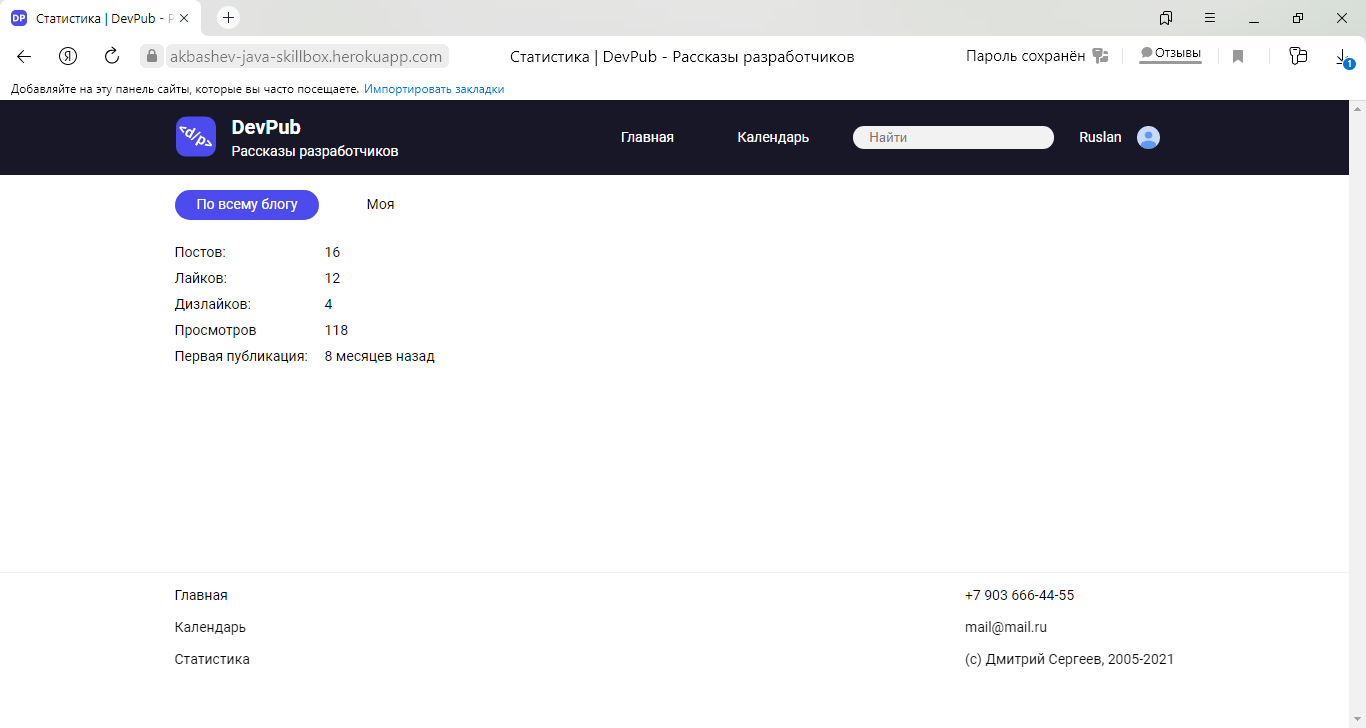 DP Статистика | DevPub - Р
Я akbashev-java-skillbox.herokuapp.com Статистика | DevPub - Рассказы разработчиков Пароль сохранён Отзывы 1
Добавляйте на эту панель сайты, которые вы часто посещаете. Импортировать закладки
<d/p> DevPub
Рассказы разработчиков
Главная Календарь Найти Ruslan
По всему блогу Моя
Постов: 16
Лайков: 12
Дизлайков: 4
Просмотров 118
Первая публикация: 8 месяцев назад
Главная +7 903 666-44-55
Календарь mail@mail.ru
Статистика (c) Дмитрий Сергеев, 2005-2021